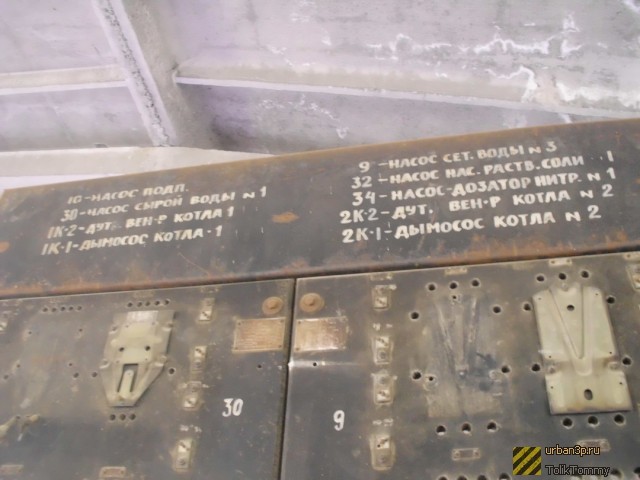 10-НАСОС ПОДП.
30-НАСОС СЫРОЙ ВОДЫ N 1
1К-2-ДУТ. ВЕН-Р КОТЛА 1
1К-1-ДЫМОСОС КОТЛА-1
9-НАСОС СЕТ. ВОДЫ N 3
32-НАСОС НАС. РАСТВ. СОЛИ-1
34-НАСОС-ДОЗАТОР НИТР. N 1
2К-2-ДУТ. ВЕН-Р КОТЛА N 2
2К-1-ДЫМОСОС КОТЛА N 2
30
9
urban3p.ru
TolikTommy